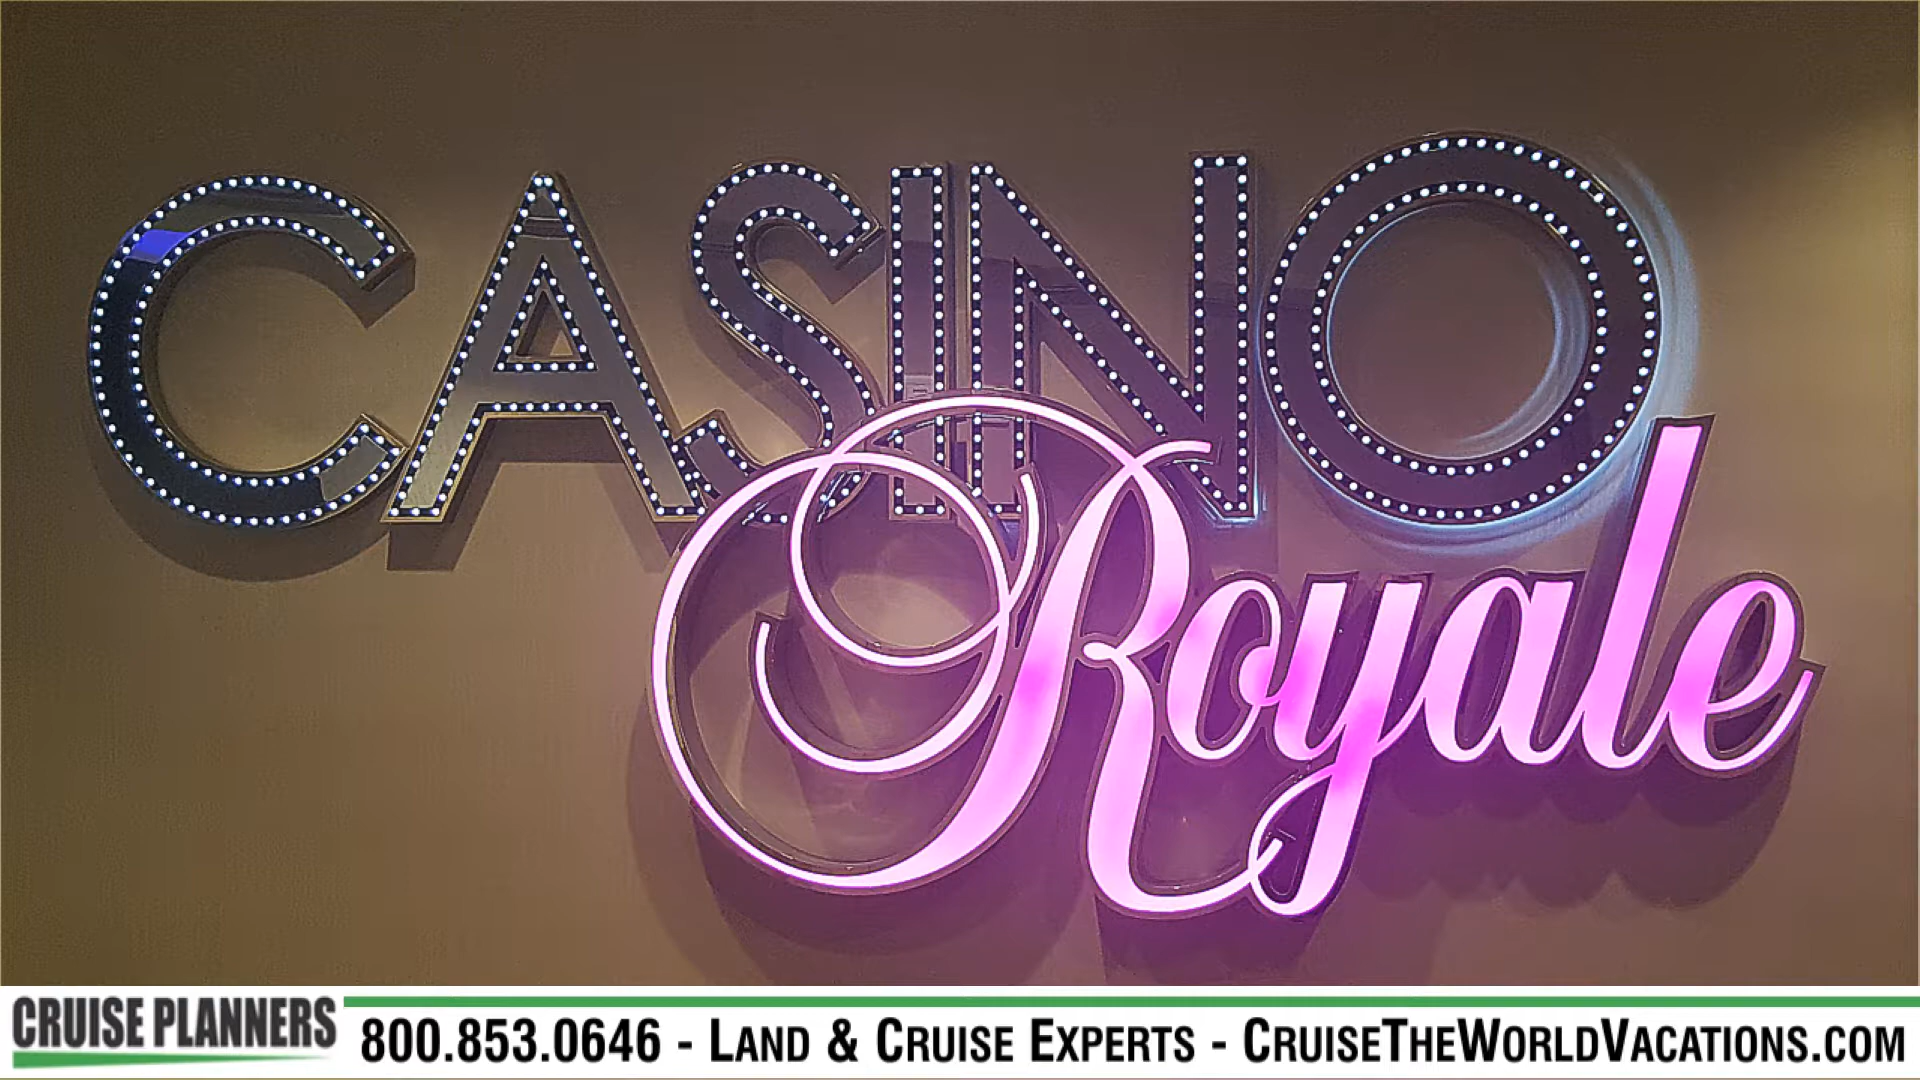 CASINO
Royale
CRUISE PLANNERS
800.853.0646 - LAND & CRUISE EXPERTS - CRUISETHEWORLDVACATIONS.COM